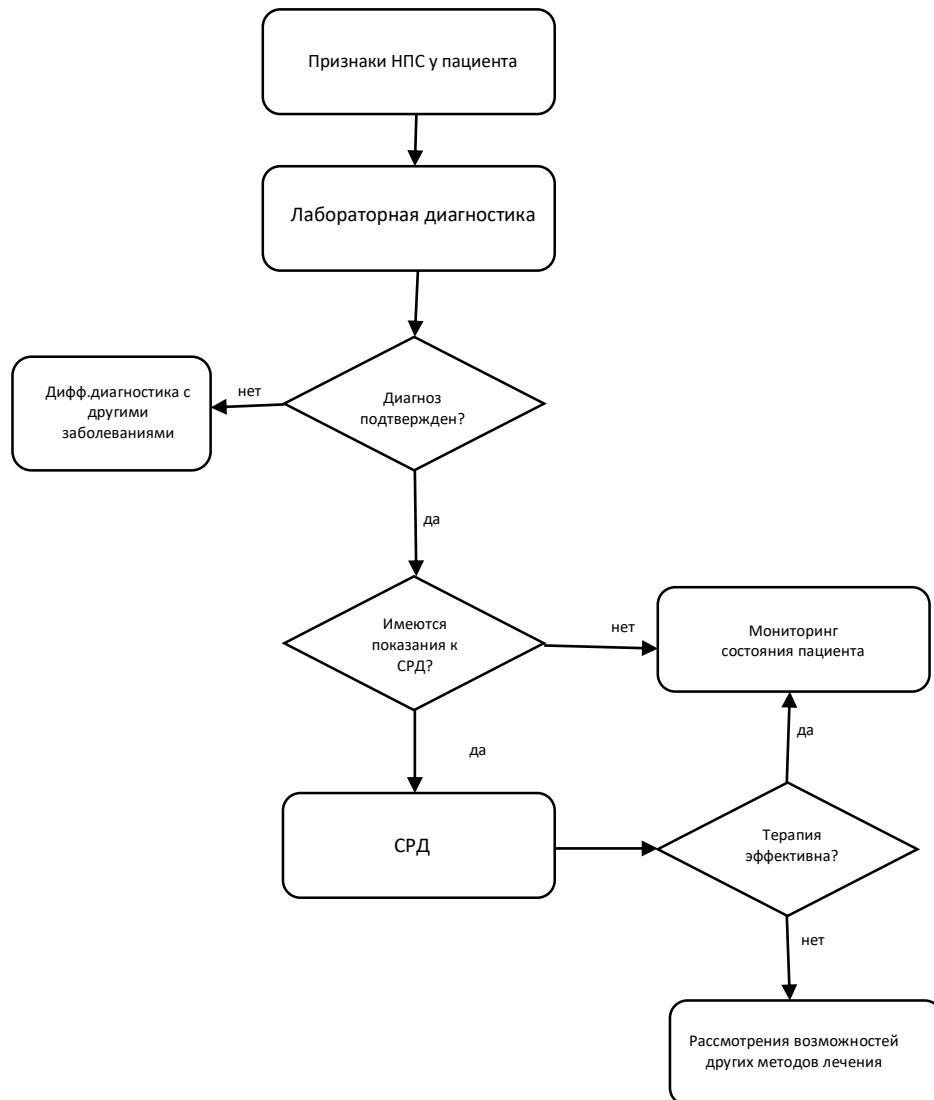 Признаки НПС у пациента
Лабораторная диагностика
Диагноз
подтвержден?
нет
Дифф.диагностика с
другими
заболеваниями
да
Имеются
показания к
СРД?
нет
Мониторинг
состояния пациента
да
да
СРД
Терапия
эффективна?
нет
Рассмотрения возможностей
других методов лечения